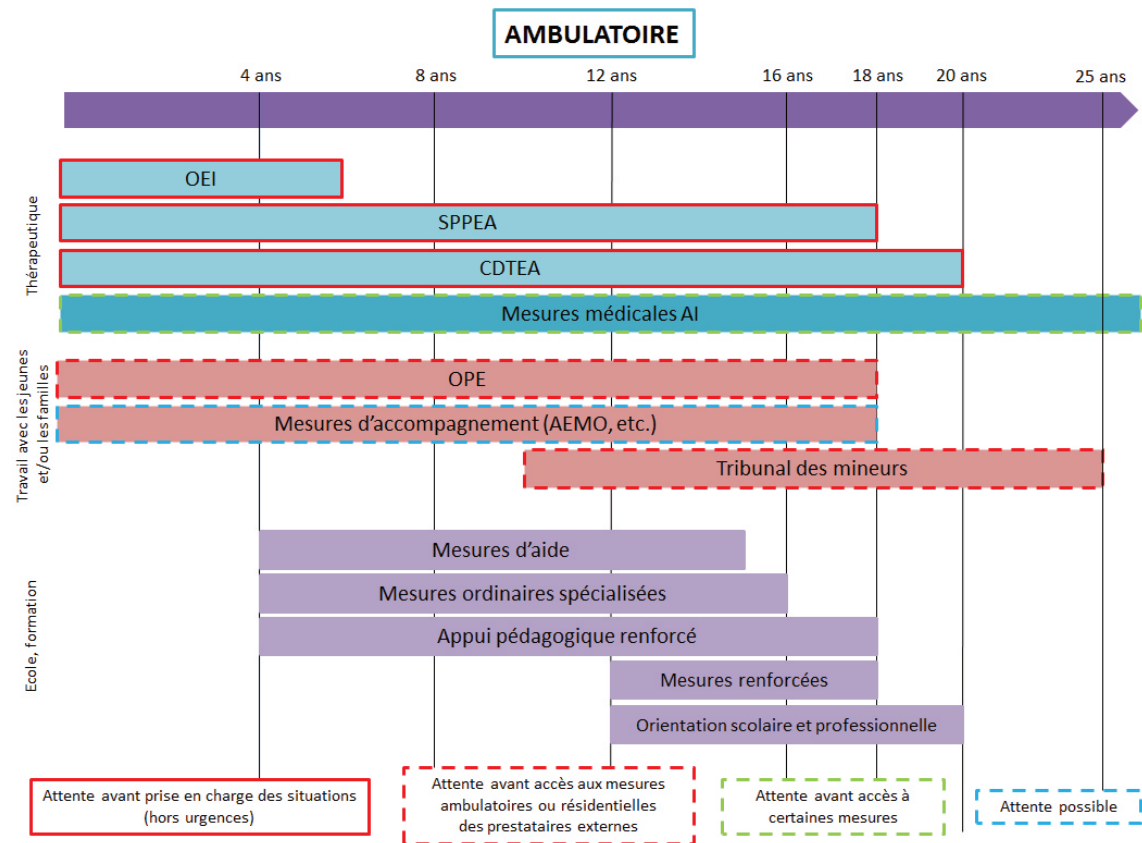 AMBULATOIRE
4 ans
8 ans
12 ans
16 ans
18 ans
20 ans
25 ans
Thérapeutique
OEI
SPPEA
CDTEA
Mesures médicales AI
Travail avec les jeunes
et/ou les familles
OPE
Mesures d’accompagnement (AEMO, etc.)
Tribunal des mineurs
Ecole, formation
Mesures d’aide
Mesures ordinaires spécialisées
Appui pédagogique renforcé
Mesures renforcées
Orientation scolaire et professionnelle
Attente avant prise en charge des situations
(hors urgences)
Attente avant accès aux mesures
ambulatoires ou résidentielles
des prestataires externes
Attente avant accès à
certaines mesures
Attente possible